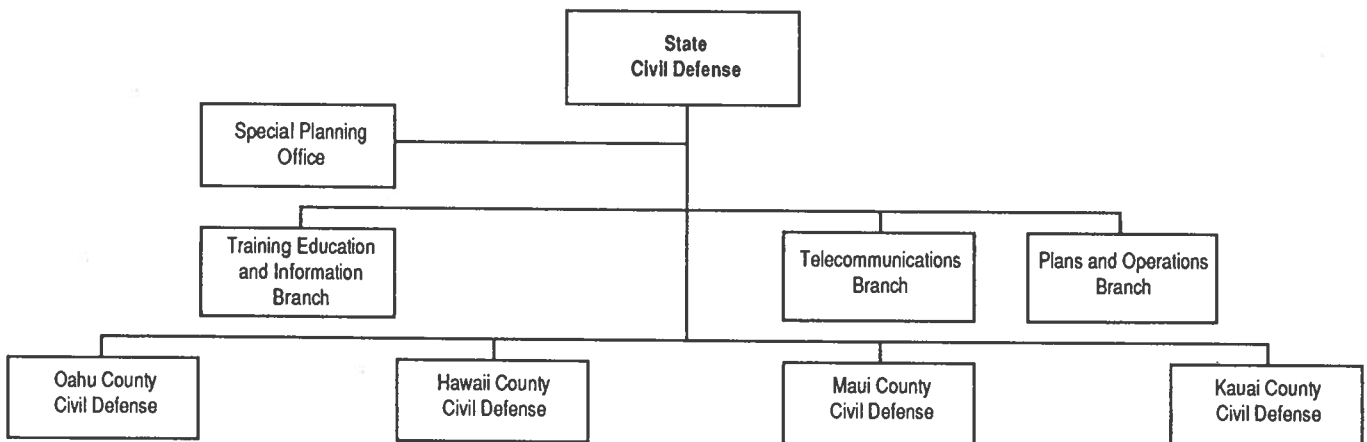 State
Civil Defense
Special Planning
Office
Training Education
and Information
Branch
Telecommunications
Branch
Plans and Operations
Branch
Oahu County
Civil Defense
Hawaii County
Civil Defense
Maui County
Civil Defense
Kauai County
Civil Defense